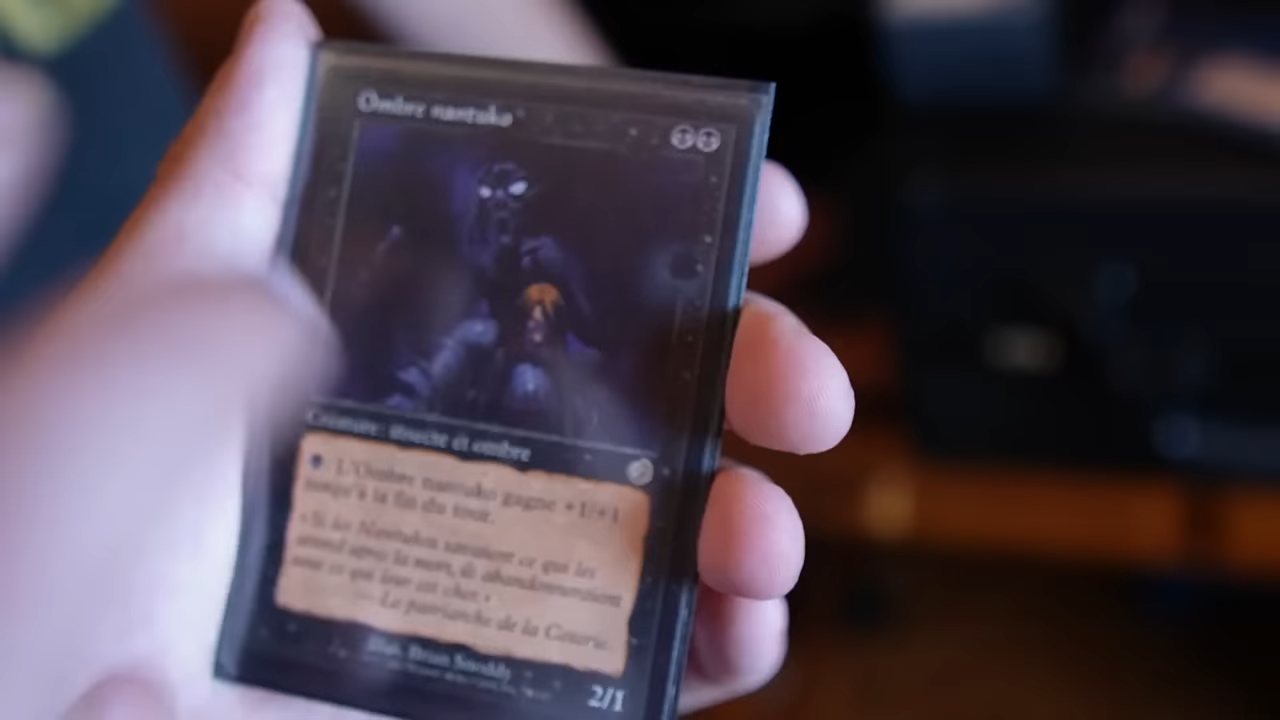 Ombre nantuko
Créature : insecte et ombre
: L'Ombre nantuko gagne +1/+1
jusqu'à la fin du tour.
« Si les Nantukos savaient ce qui les
attend après la mort, ils abandonneraient
tout ce qui leur est cher. »
—Le patriarche de la Coterie
Illus. Brian Snoddy
2/1